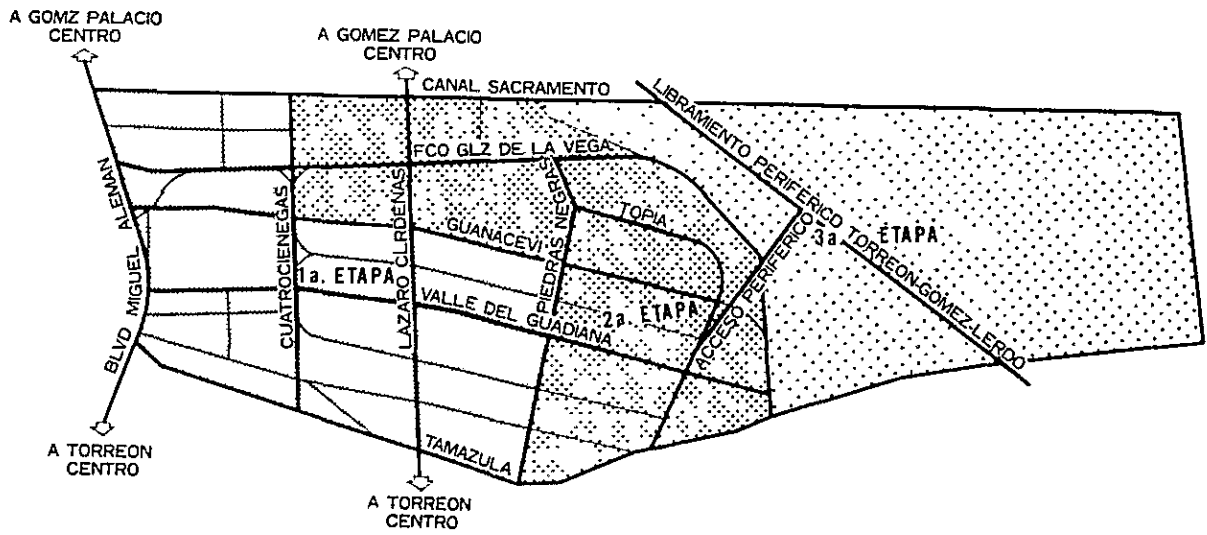 A GOMZ PALACIO
CENTRO
A GOMEZ PALACIO
CENTRO
CANAL SACRAMENTO
LIBRAMIENTO PERIFÉRICO TORREON-GOMEZ-LERDO
FCO GLZ DE LA VEGA
BLVD MIGUEL ALEMAN
CUATROCIENEGAS
LAZARO CLRDENAS
PIEDRAS NEGRAS
TOPIA
GUANACEVI
ACCESO PERIFERICO
3a. ETAPA
1a. ETAPA
VALLE DEL GUADIANA
2a ETAPA
TAMAZULA
A TORREON
CENTRO
A TORREON
CENTRO